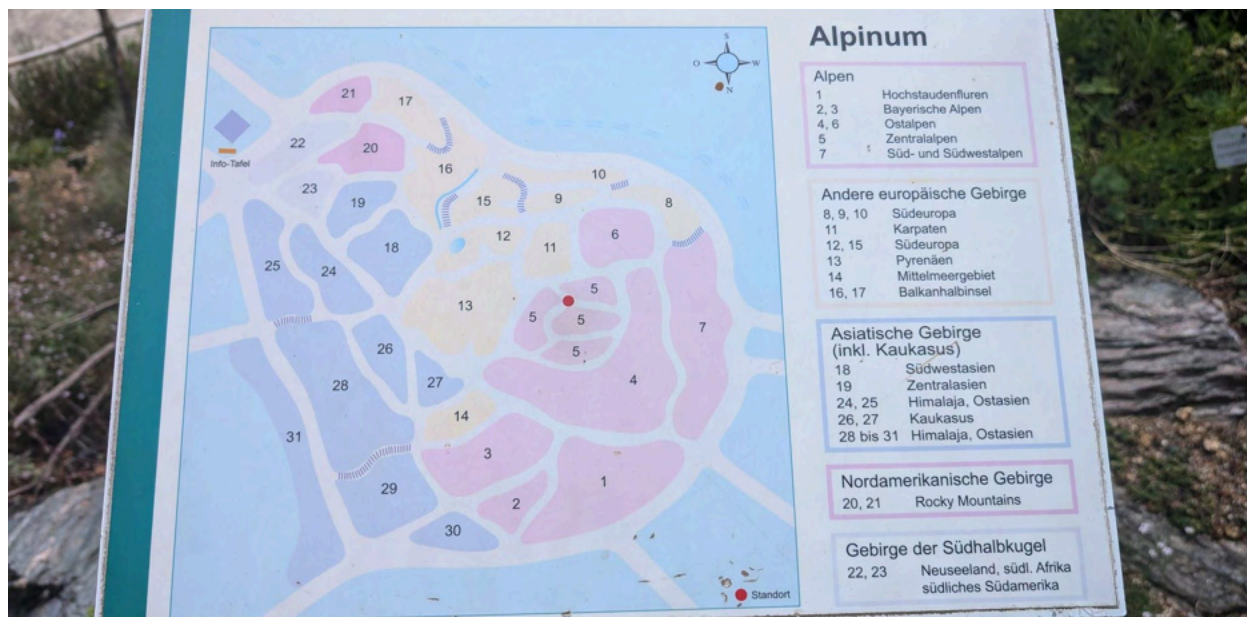 Alpinum
Alpen
1 Hochstaudenfluren
2, 3 Bayerische Alpen
4, 6 Ostalpen
5 Zentralalpen
7 Süd- und Südwestalpen
Andere europäische Gebirge
8, 9, 10 Südeuropa
11 Karpaten
12, 15 Südeuropa
13 Pyrenäen
14 Mittelmeergebiet
16, 17 Balkanhalbinsel
Asiatische Gebirge
(inkl. Kaukasus)
18 Südwestasien
19 Zentralasien
24, 25 Himalaja, Ostasien
26, 27 Kaukasus
28 bis 31 Himalaja, Ostasien
Nordamerikanische Gebirge
20, 21 Rocky Mountains
Gebirge der Südhalbkugel
22, 23 Neuseeland, südl. Afrika
südliches Südamerika
S
O W
N
Info-Tafel
21
17
22
20
16
10
23
19
15
9
8
12
6
18
11
25
24
5
13
5
5
7
26
5
28
27
4
14
31
3
1
29
2
30
Standort